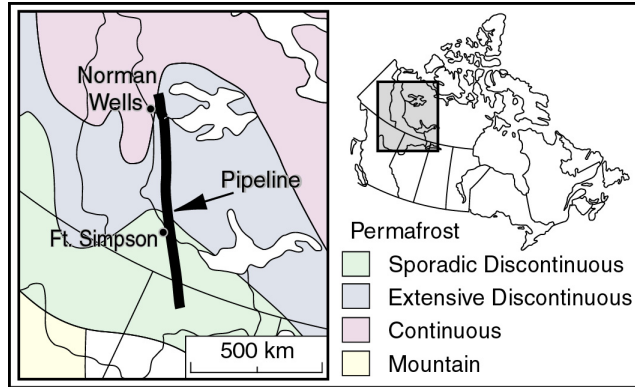 Norman
Wells
Pipeline
Ft. Simpson
500 km
Permafrost
Sporadic Discontinuous
Extensive Discontinuous
Continuous
Mountain